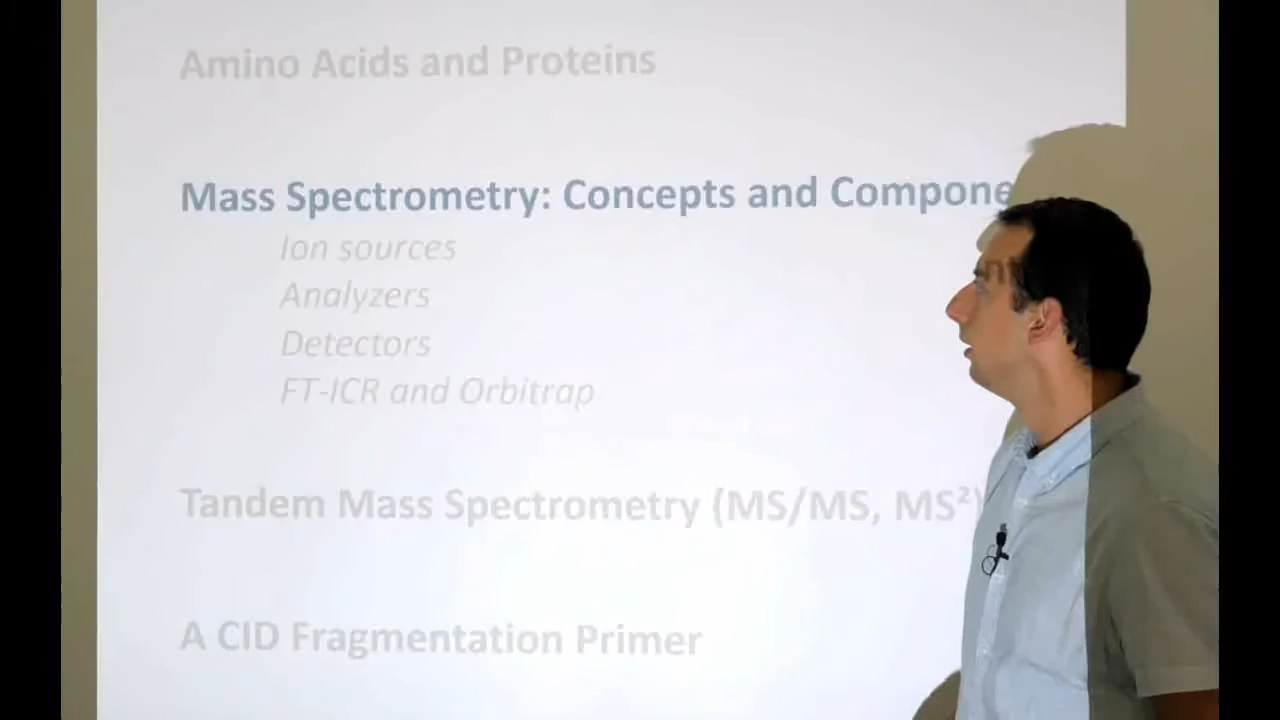 Amino Acids and Proteins
Mass Spectrometry: Concepts and Compone
Ion sources
Analyzers
Detectors
FT-ICR and Orbitrap
Tandem Mass Spectrometry (MS/MS, MS²)
A CID Fragmentation Primer